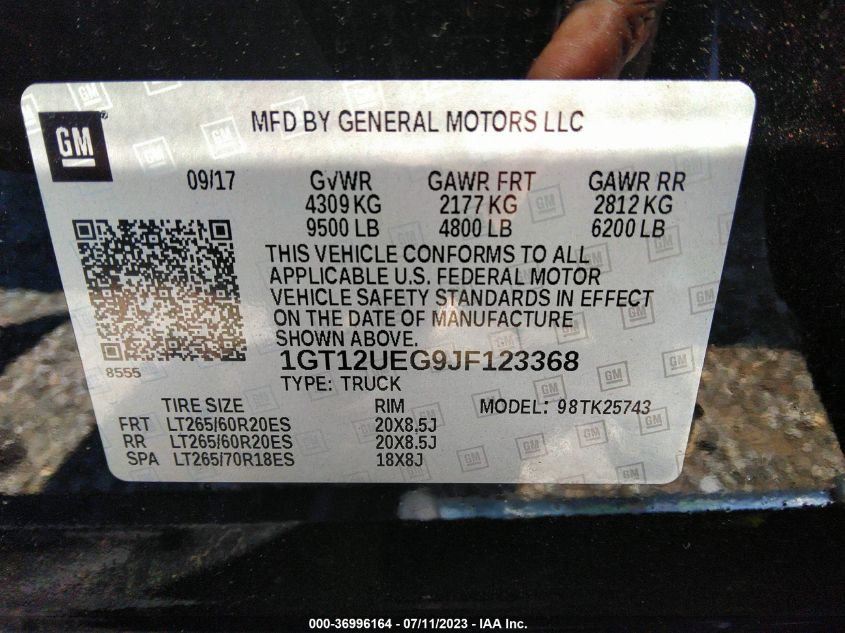 GM
MFD BY GENERAL MOTORS LLC
09/17 GVWR GAWR FRT GAWR RR
4309 KG 2177 KG 2812 KG
9500 LB 4800 LB 6200 LB
THIS VEHICLE CONFORMS TO ALL
APPLICABLE U.S. FEDERAL MOTOR
VEHICLE SAFETY STANDARDS IN EFFECT
ON THE DATE OF MANUFACTURE
SHOWN ABOVE.
8555
1GT12UEG9JF123368
TYPE: TRUCK
TIRE SIZE RIM MODEL: 98TK25743
FRT LT265/60R20ES 20X8.5J
RR LT265/60R20ES 20X8.5J
SPA LT265/70R18ES 18X8J
000-36996164 - 07/11/2023 - IAA Inc.